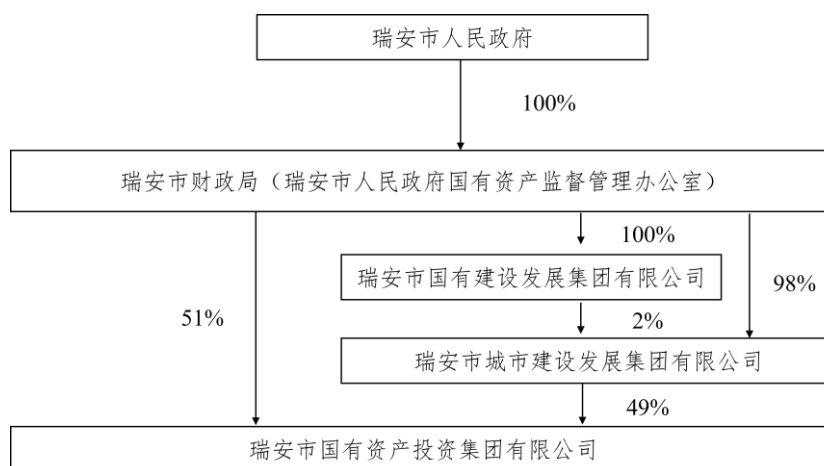 瑞安市人民政府
100%
瑞安市财政局（瑞安市人民政府国有资产监督管理办公室）
100%
瑞安市国有建设发展集团有限公司
98%
51%
2%
瑞安市城市建设发展集团有限公司
49%
瑞安市国有资产投资集团有限公司